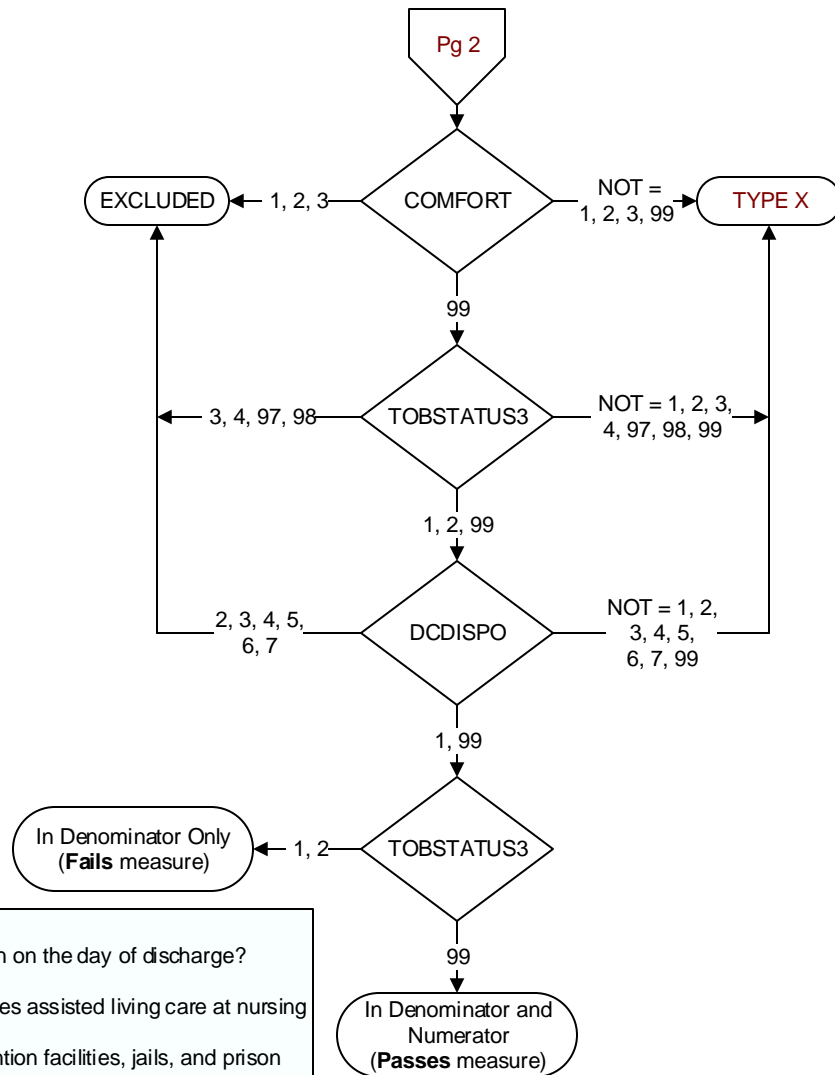 Pg 2
COMFORT
EXCLUDED
1, 2, 3
NOT =
1, 2, 3, 99
TYPE X
99
TOBSTATUS3
3, 4, 97, 98
NOT = 1, 2, 3,
4, 97, 98, 99
1, 2, 99
DCDISPO
2, 3, 4, 5,
6, 7
NOT = 1, 2,
3, 4, 5,
6, 7, 99
1, 99
TOBSTATUS3
In Denominator Only
(Fails measure)
1, 2
99
In Denominator and
Numerator
(Passes measure)
on the day of discharge?
assisted living care at nursing
facilities, jails, and prison